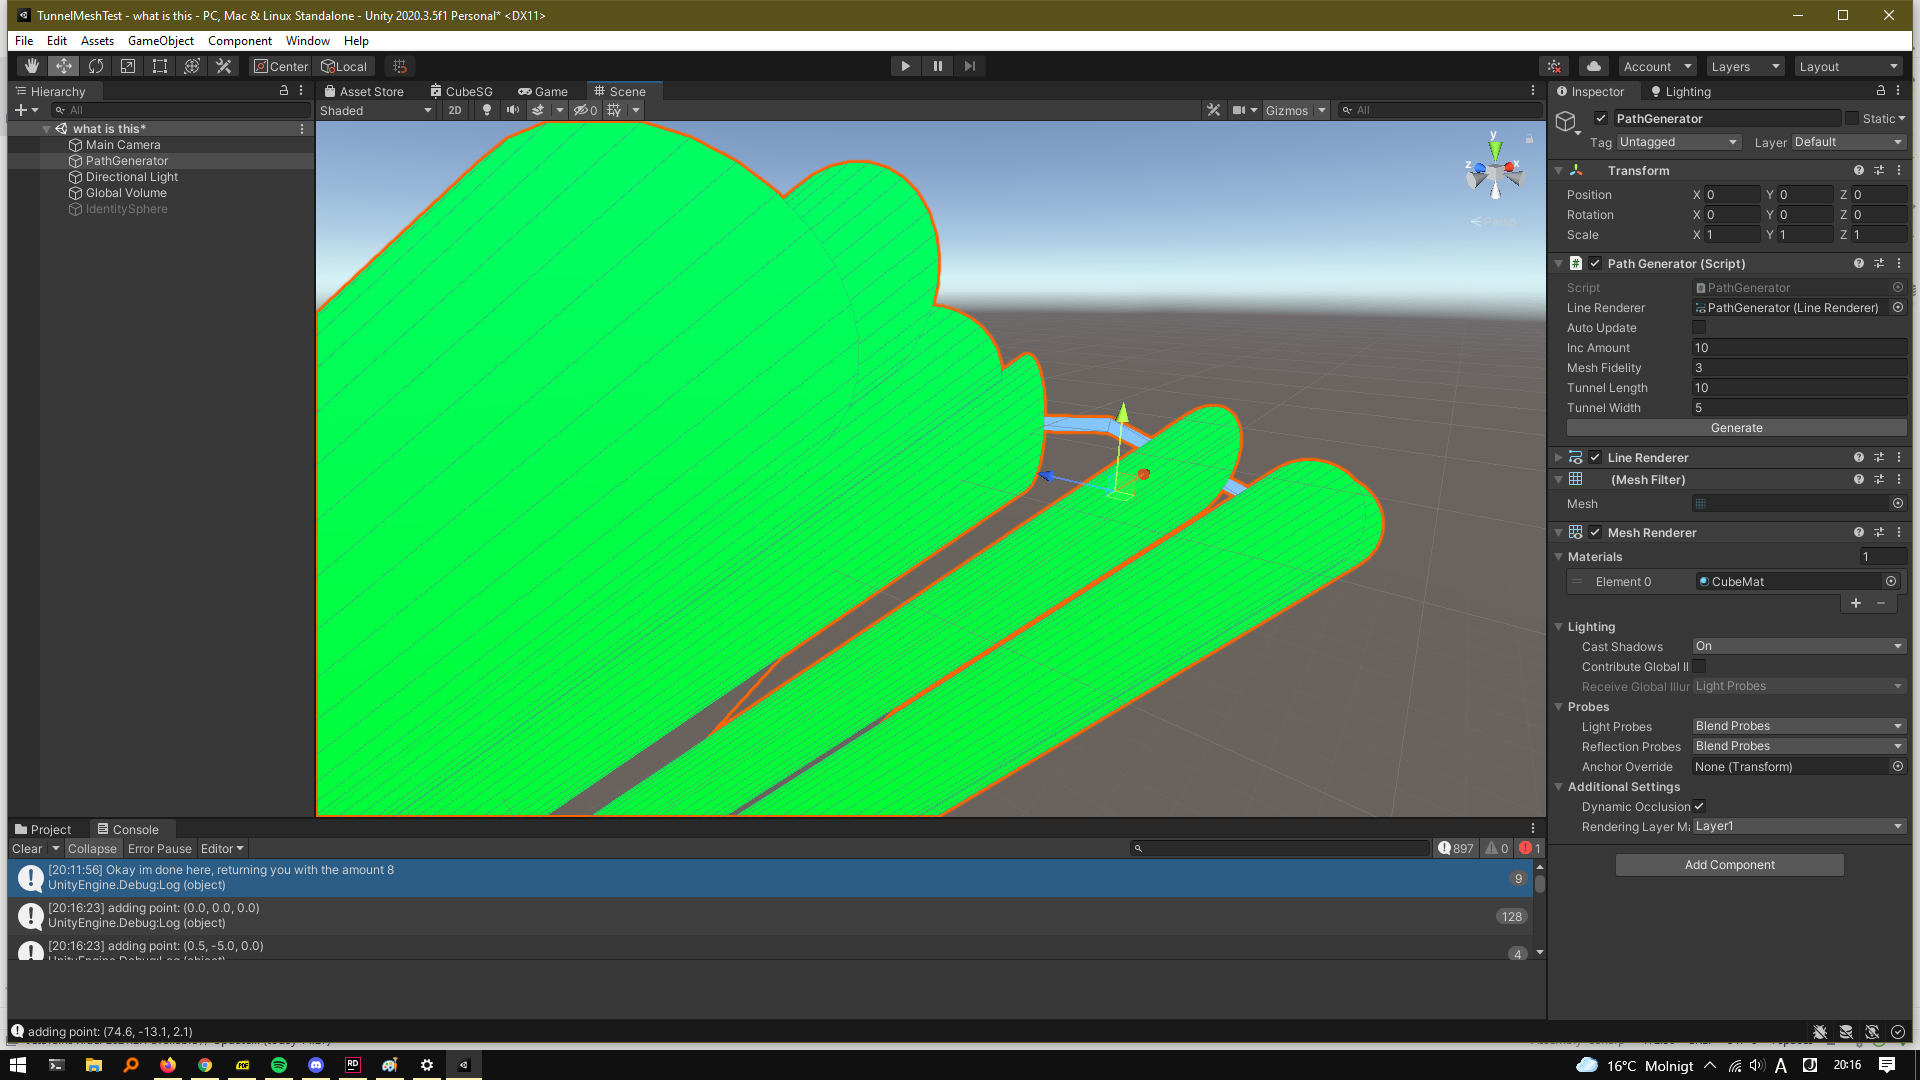 TunnelMeshTest - what is this - PC, Mac & Linux Standalone - Unity 2020.3.5f1 Personal* <DX11>
File Edit Assets GameObject Component Window Help
Center Local Account Layers Layout
Hierarchy
All
what is this*
Main Camera
PathGenerator
Directional Light
Global Volume
IdentitySphere
Asset Store CubeSG Game Scene
Shaded 2D 0 Gizmos All
y
z x
Persp
Inspector Lighting
PathGenerator Static
Tag Untagged Layer Default
Transform
Position X 0 Y 0 Z 0
Rotation X 0 Y 0 Z 0
Scale X 1 Y 1 Z 1
Path Generator (Script)
Script PathGenerator
Line Renderer PathGenerator (Line Renderer)
Auto Update
Inc Amount 10
Mesh Fidelity 3
Tunnel Length 10
Tunnel Width 5
Generate
Line Renderer
(Mesh Filter)
Mesh
Mesh Renderer
Materials 1
Element 0 CubeMat
Lighting
Cast Shadows On
Contribute Global Il
Receive Global Illur Light Probes
Probes
Light Probes Blend Probes
Reflection Probes Blend Probes
Anchor Override None (Transform)
Additional Settings
Dynamic Occlusion
Rendering Layer Ma Layer1
Add Component
Project Console
Clear Collapse Error Pause Editor 897 0 1
[20:11:56] Okay im done here, returning you with the amount 8
UnityEngine.Debug:Log (object) 9
[20:16:23] adding point: (0.0, 0.0, 0.0)
UnityEngine.Debug:Log (object) 128
[20:16:23] adding point: (0.5, -5.0, 0.0)
UnityEngine.Debug:Log (object) 4
adding point: (74.6, -13.1, 2.1)
16°C Molnigt A 20:16